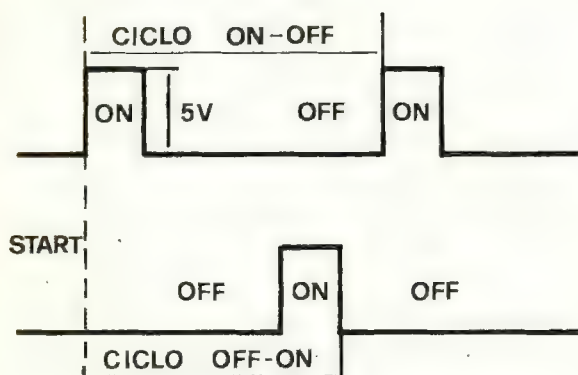 CICLO ON-OFF
ON 5V OFF ON
START
OFF ON OFF
CICLO OFF-ON